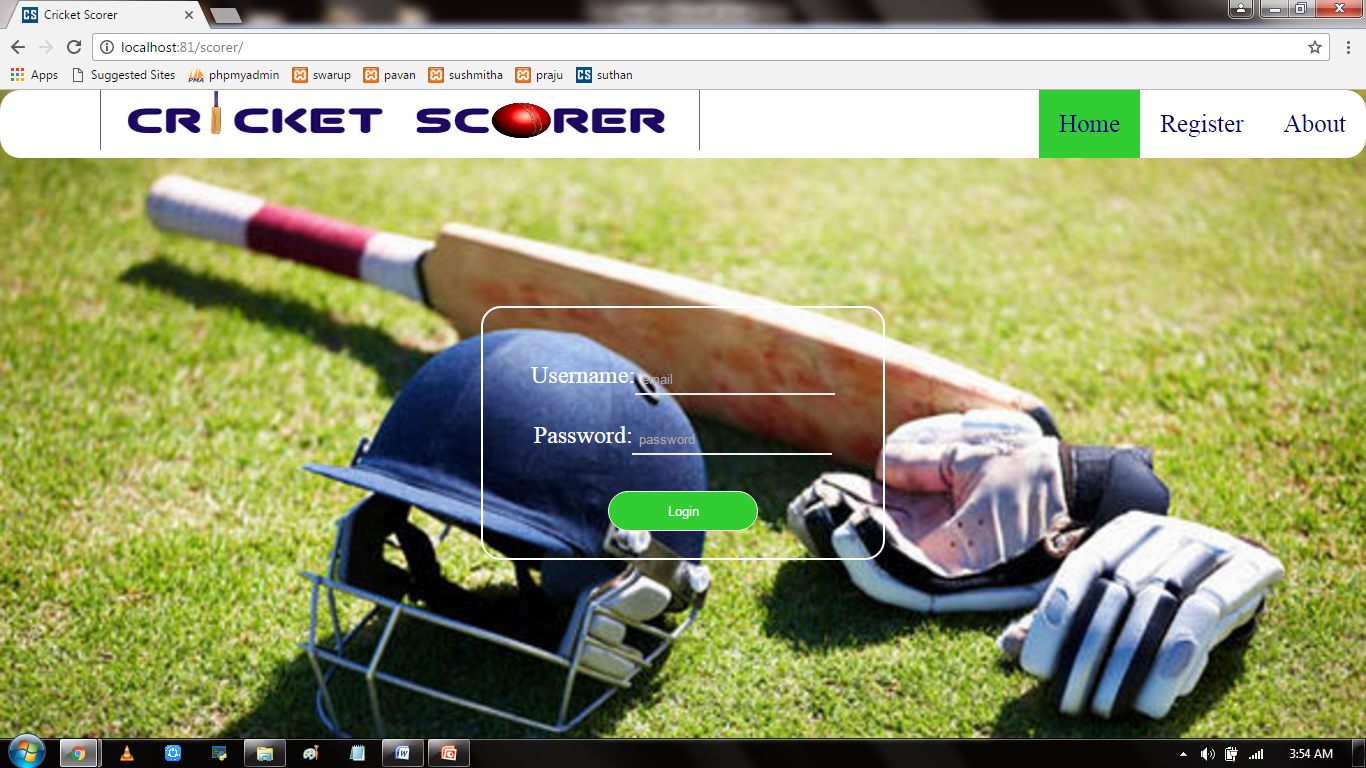 Cricket Scorer
localhost:81/scorer/
Apps Suggested Sites phpmyadmin swarup pavan sushmitha praju suthan
CRICKET SCORER
Home Register About
Username: email
Password: password
Login
3:54 AM